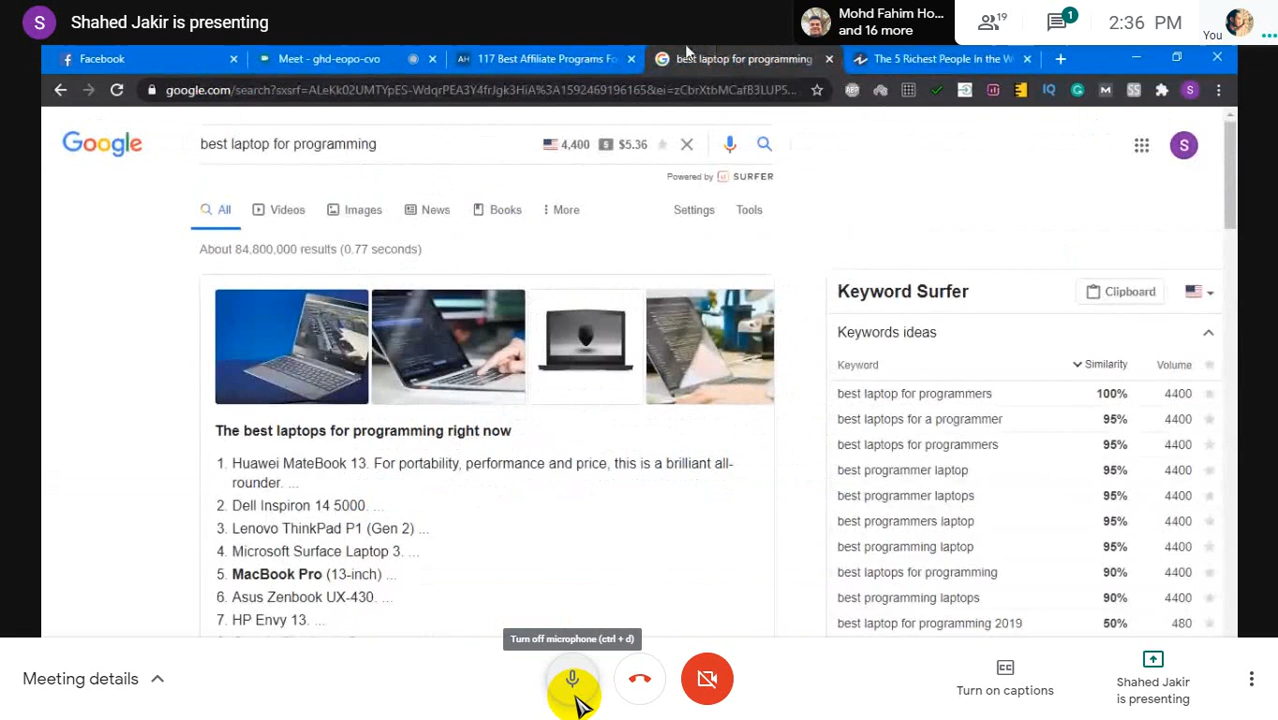 S Shahed Jakir is presenting
Mohd Fahim Ho...
and 16 more
19
1
2:36 PM
You
Facebook
Meet - ghd-eopo-cvo
AH 117 Best Affiliate Programs Fo
best laptop for programming
The 5 Richest People In the W
google.com/search?sxsrf=ALeKk02UMTYpES-WdqrPEA3Y4frJgk3HiA%3A1592469196165&ei=zCbrXtbMCafB3LUP5...
IQ
G
M
SS
S
Google
best laptop for programming
4,400
$5.36
S
Powered by SURFER
All
Videos
Images
News
Books
More
Settings
Tools
About 84,800,000 results (0.77 seconds)
The best laptops for programming right now
1. Huawei MateBook 13. For portability, performance and price, this is a brilliant all-
rounder. ...
2. Dell Inspiron 14 5000. ...
3. Lenovo ThinkPad P1 (Gen 2) ...
4. Microsoft Surface Laptop 3. ...
5. MacBook Pro (13-inch) ...
6. Asus Zenbook UX-430. ...
7. HP Envy 13. ...
Keyword Surfer
Clipboard
Keywords ideas
Keyword Similarity Volume
best laptop for programmers 100% 4400
best laptops for a programmer 95% 4400
best laptops for programmers 95% 4400
best programmer laptop 95% 4400
best programmer laptops 95% 4400
best programmers laptop 95% 4400
best programming laptop 95% 4400
best laptops for programming 90% 4400
best programming laptops 90% 4400
best laptop for programming 2019 50% 480
Turn off microphone (ctrl + d)
Meeting details
CC
Turn on captions
Shahed Jakir
is presenting